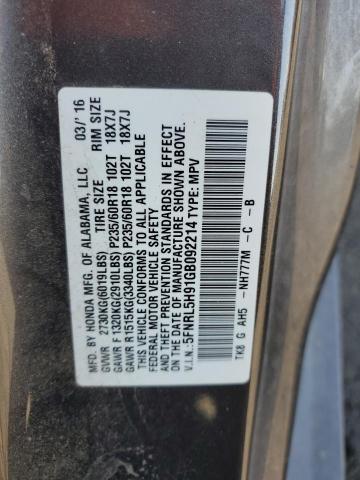 MFD. BY HONDA MFG. OF ALABAMA, LLC 03/'16
GVWR 2730KG(6019LBS) TIRE SIZE RIM SIZE
GAWR F 1320KG(2910LBS) P235/60R18 102T 18X7J
GAWR R 1515KG(3340LBS) P235/60R18 102T 18X7J
THIS VEHICLE CONFORMS TO ALL APPLICABLE
FEDERAL MOTOR VEHICLE SAFETY
AND THEFT PREVENTION STANDARDS IN EFFECT
ON THE DATE OF MANUFACTURE SHOWN ABOVE.
V.I.N.: 5FNRL5H91GB092214 TYPE: MPV
TK8 G AH5 -NH777M -C -B